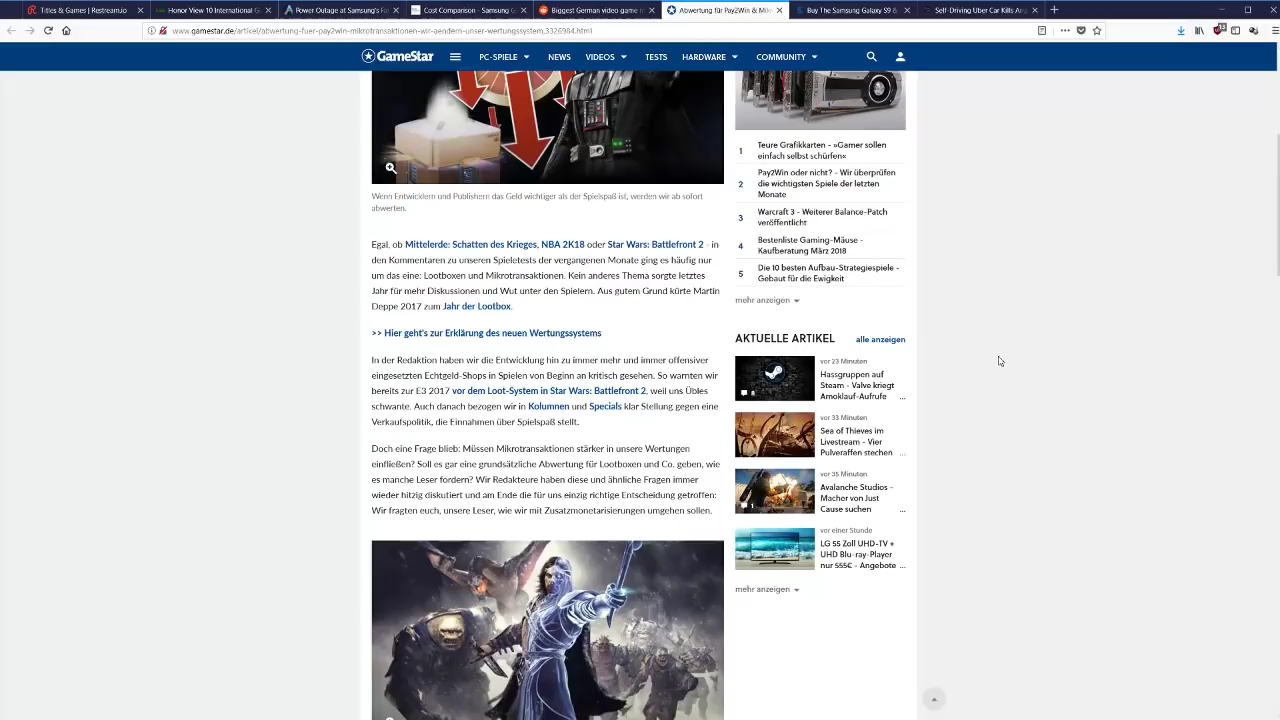 Titles & Games | Restream.io
Honor View 10 International G
Power Outage at Samsung's Fa
Cost Comparison - Samsung G
Biggest German video game m
Abwertung für Pay2Win & Mik
Buy The Samsung Galaxy S9 &
Self-Driving Uber Car Kills Ari
www.gamestar.de/artikel/abwertung-fuer-pay2win-mikrotransaktionen-wir-aendern-unser-wertungssystem,3326984.html
GameStar
PC-SPIELE
NEWS
VIDEOS
TESTS
HARDWARE
COMMUNITY
Wenn Entwicklern und Publishern das Geld wichtiger als der Spielspaß ist, werden wir ab sofort
abwerten.
Egal, ob Mittelerde: Schatten des Krieges, NBA 2K18 oder Star Wars: Battlefront 2 - in
den Kommentaren zu unseren Spieletests der vergangenen Monate ging es häufig nur
um das eine: Lootboxen und Mikrotransaktionen. Kein anderes Thema sorgte letztes
Jahr für mehr Diskussionen und Wut unter den Spielern. Aus gutem Grund kürte Martin
Deppe 2017 zum Jahr der Lootbox.
>> Hier geht's zur Erklärung des neuen Wertungssystems
In der Redaktion haben wir die Entwicklung hin zu immer mehr und immer offensiver
eingesetzten Echtgeld-Shops in Spielen von Beginn an kritisch gesehen. So warnten wir
bereits zur E3 2017 vor dem Loot-System in Star Wars: Battlefront 2, weil uns Übles
schwante. Auch danach bezogen wir in Kolumnen und Specials klar Stellung gegen eine
Verkaufspolitik, die Einnahmen über Spielspaß stellt.
Doch eine Frage blieb: Müssen Mikrotransaktionen stärker in unsere Wertungen
einfließen? Soll es gar eine grundsätzliche Abwertung für Lootboxen und Co. geben, wie
es manche Leser fordern? Wir Redakteure haben diese und ähnliche Fragen immer
wieder hitzig diskutiert und am Ende die für uns einzig richtige Entscheidung getroffen:
Wir fragten euch, unsere Leser, wie wir mit Zusatzmonetarisierungen umgehen sollen.
1
Teure Grafikkarten - »Gamer sollen
einfach selbst schürfen«
2
Pay2Win oder nicht? - Wir überprüfen
die wichtigsten Spiele der letzten
Monate
3
Warcraft 3 - Weiterer Balance-Patch
veröffentlicht
4
Bestenliste Gaming-Mäuse -
Kaufberatung März 2018
5
Die 10 besten Aufbau-Strategiespiele -
Gebaut für die Ewigkeit
mehr anzeigen
AKTUELLE ARTIKEL
alle anzeigen
vor 23 Minuten
Hassgruppen auf
Steam - Valve kriegt
Amoklauf-Aufrufe ...
vor 33 Minuten
Sea of Thieves im
Livestream - Vier
Pulveraffen stechen ...
vor 35 Minuten
Avalanche Studios -
Macher von Just
Cause suchen ...
1
vor einer Stunde
LG 55 Zoll UHD-TV +
UHD Blu-ray-Player
nur 555€ - Angebote ...
mehr anzeigen